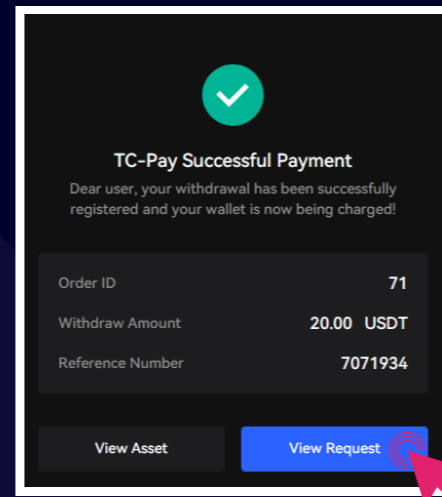 TC-Pay Successful Payment
Dear user, your withdrawal has been successfully
registered and your wallet is now being charged!
Order ID 71
Withdraw Amount 20.00 USDT
Reference Number 7071934
View Asset View Request